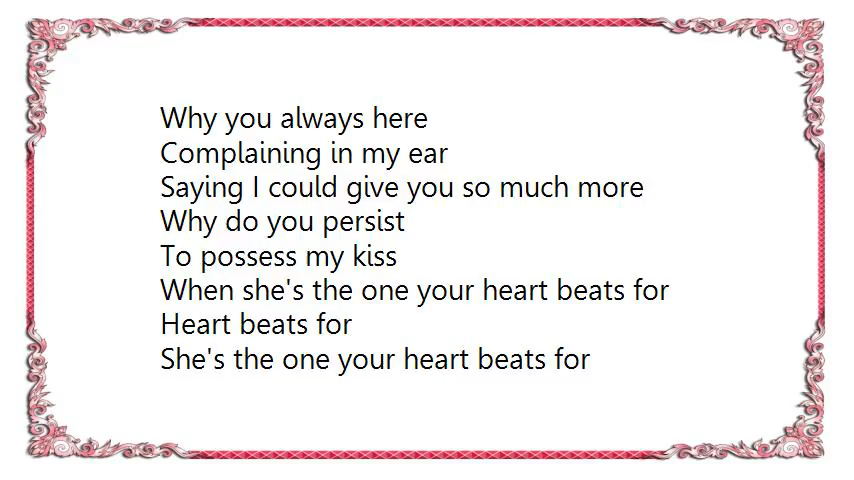 Why you always here
Complaining in my ear
Saying I could give you so much more
Why do you persist
To possess my kiss
When she's the one your heart beats for
Heart beats for
She's the one your heart beats for